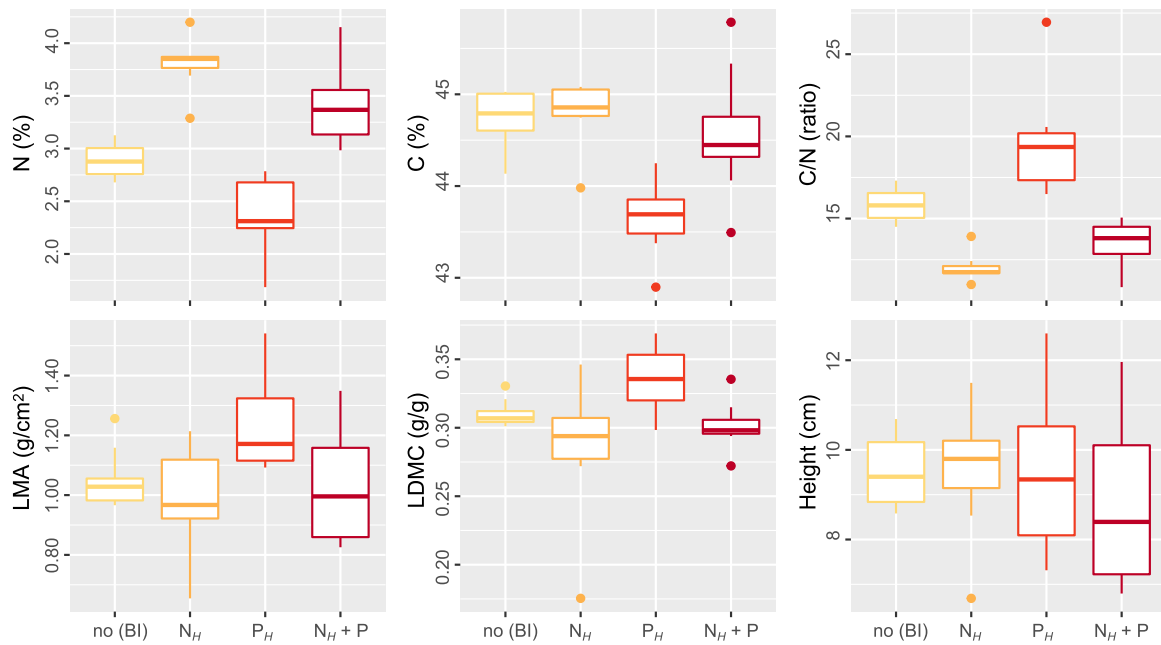 N (%)
4.0
3.5
3.0
2.5
2.0
C (%)
45
44
43
C/N (ratio)
25
20
15
LMA (g/cm²)
1.40
1.20
1.00
0.80
LDMC (g/g)
0.35
0.30
0.25
0.20
Height (cm)
12
10
8
no (BI) N_H P_H N_H + P
no (BI) N_H P_H N_H + P
no (BI) N_H P_H N_H + P